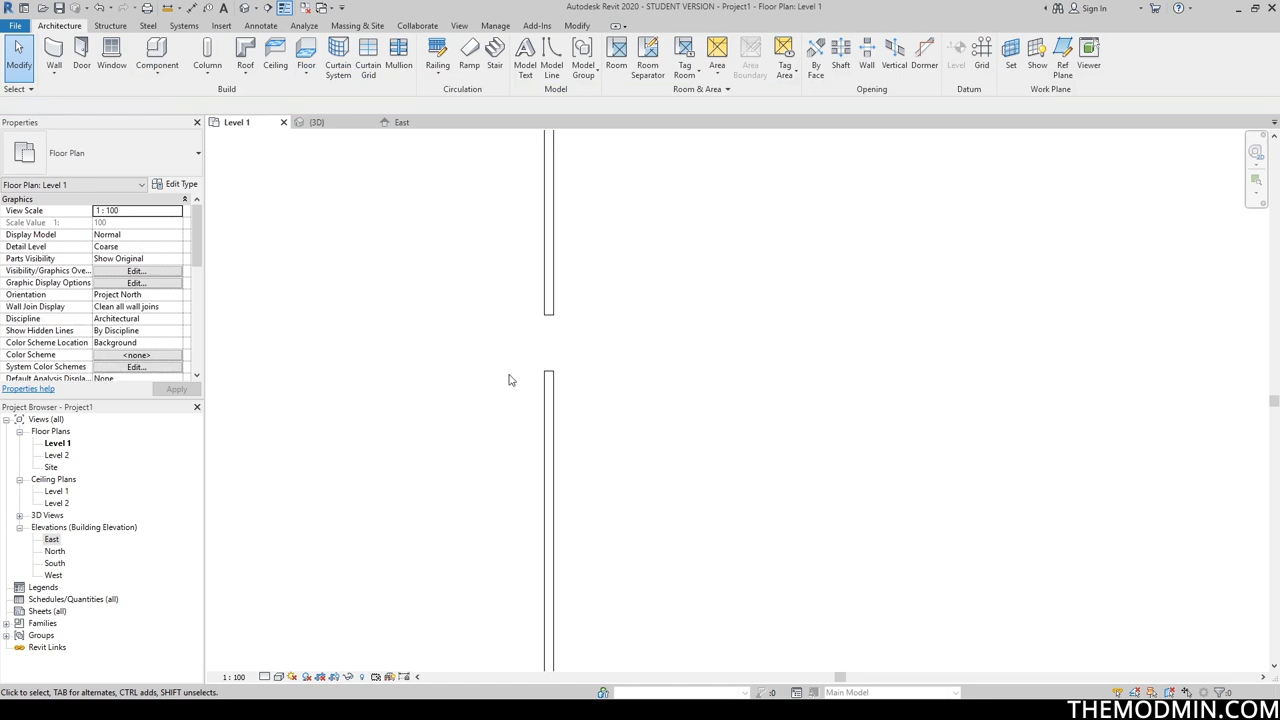 Autodesk Revit 2020 - STUDENT VERSION - Project1 - Floor Plan: Level 1
Sign In
File Architecture Structure Steel Systems Insert Annotate Analyze Massing & Site Collaborate View Manage Add-Ins Modify
Modify Wall Door Window Component Column Roof Ceiling Floor Curtain System Curtain Grid Mullion Railing Ramp Stair Model Text Model Line Model Group Room Room Separator Tag Room Area Area Boundary Tag Area By Face Shaft Wall Vertical Dormer Level Grid Set Show Ref Plane Viewer
Select Build Circulation Model Room & Area Opening Datum Work Plane
Properties
Level 1 (3D) East
Floor Plan
Floor Plan: Level 1 Edit Type
Graphics
View Scale 1 : 100
Scale Value 1: 100
Display Model Normal
Detail Level Coarse
Parts Visibility Show Original
Visibility/Graphics Ove... Edit...
Graphic Display Options Edit...
Orientation Project North
Wall Join Display Clean all wall joins
Discipline Architectural
Show Hidden Lines By Discipline
Color Scheme Location Background
Color Scheme <none>
System Color Schemes Edit...
Default Analysis Displa... None
Properties help Apply
Project Browser - Project1
Views (all)
Floor Plans
Level 1
Level 2
Site
Ceiling Plans
Level 1
Level 2
3D Views
Elevations (Building Elevation)
East
North
South
West
Legends
Schedules/Quantities (all)
Sheets (all)
Families
Groups
Revit Links
1 : 100
Click to select, TAB for alternates, CTRL adds, SHIFT unselects.
:0 Main Model :0
THEMODMIN.COM